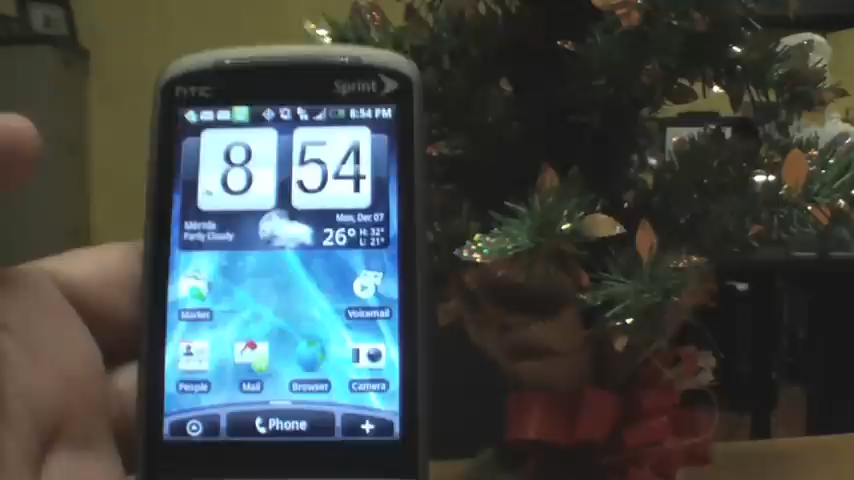 hTC Sprint
8:54 PM
8 54
Mérida
Partly Cloudy
Mon, Dec 07
26° H: 32°
L: 21°
Market Voicemail
People Mail Browser Camera
Phone